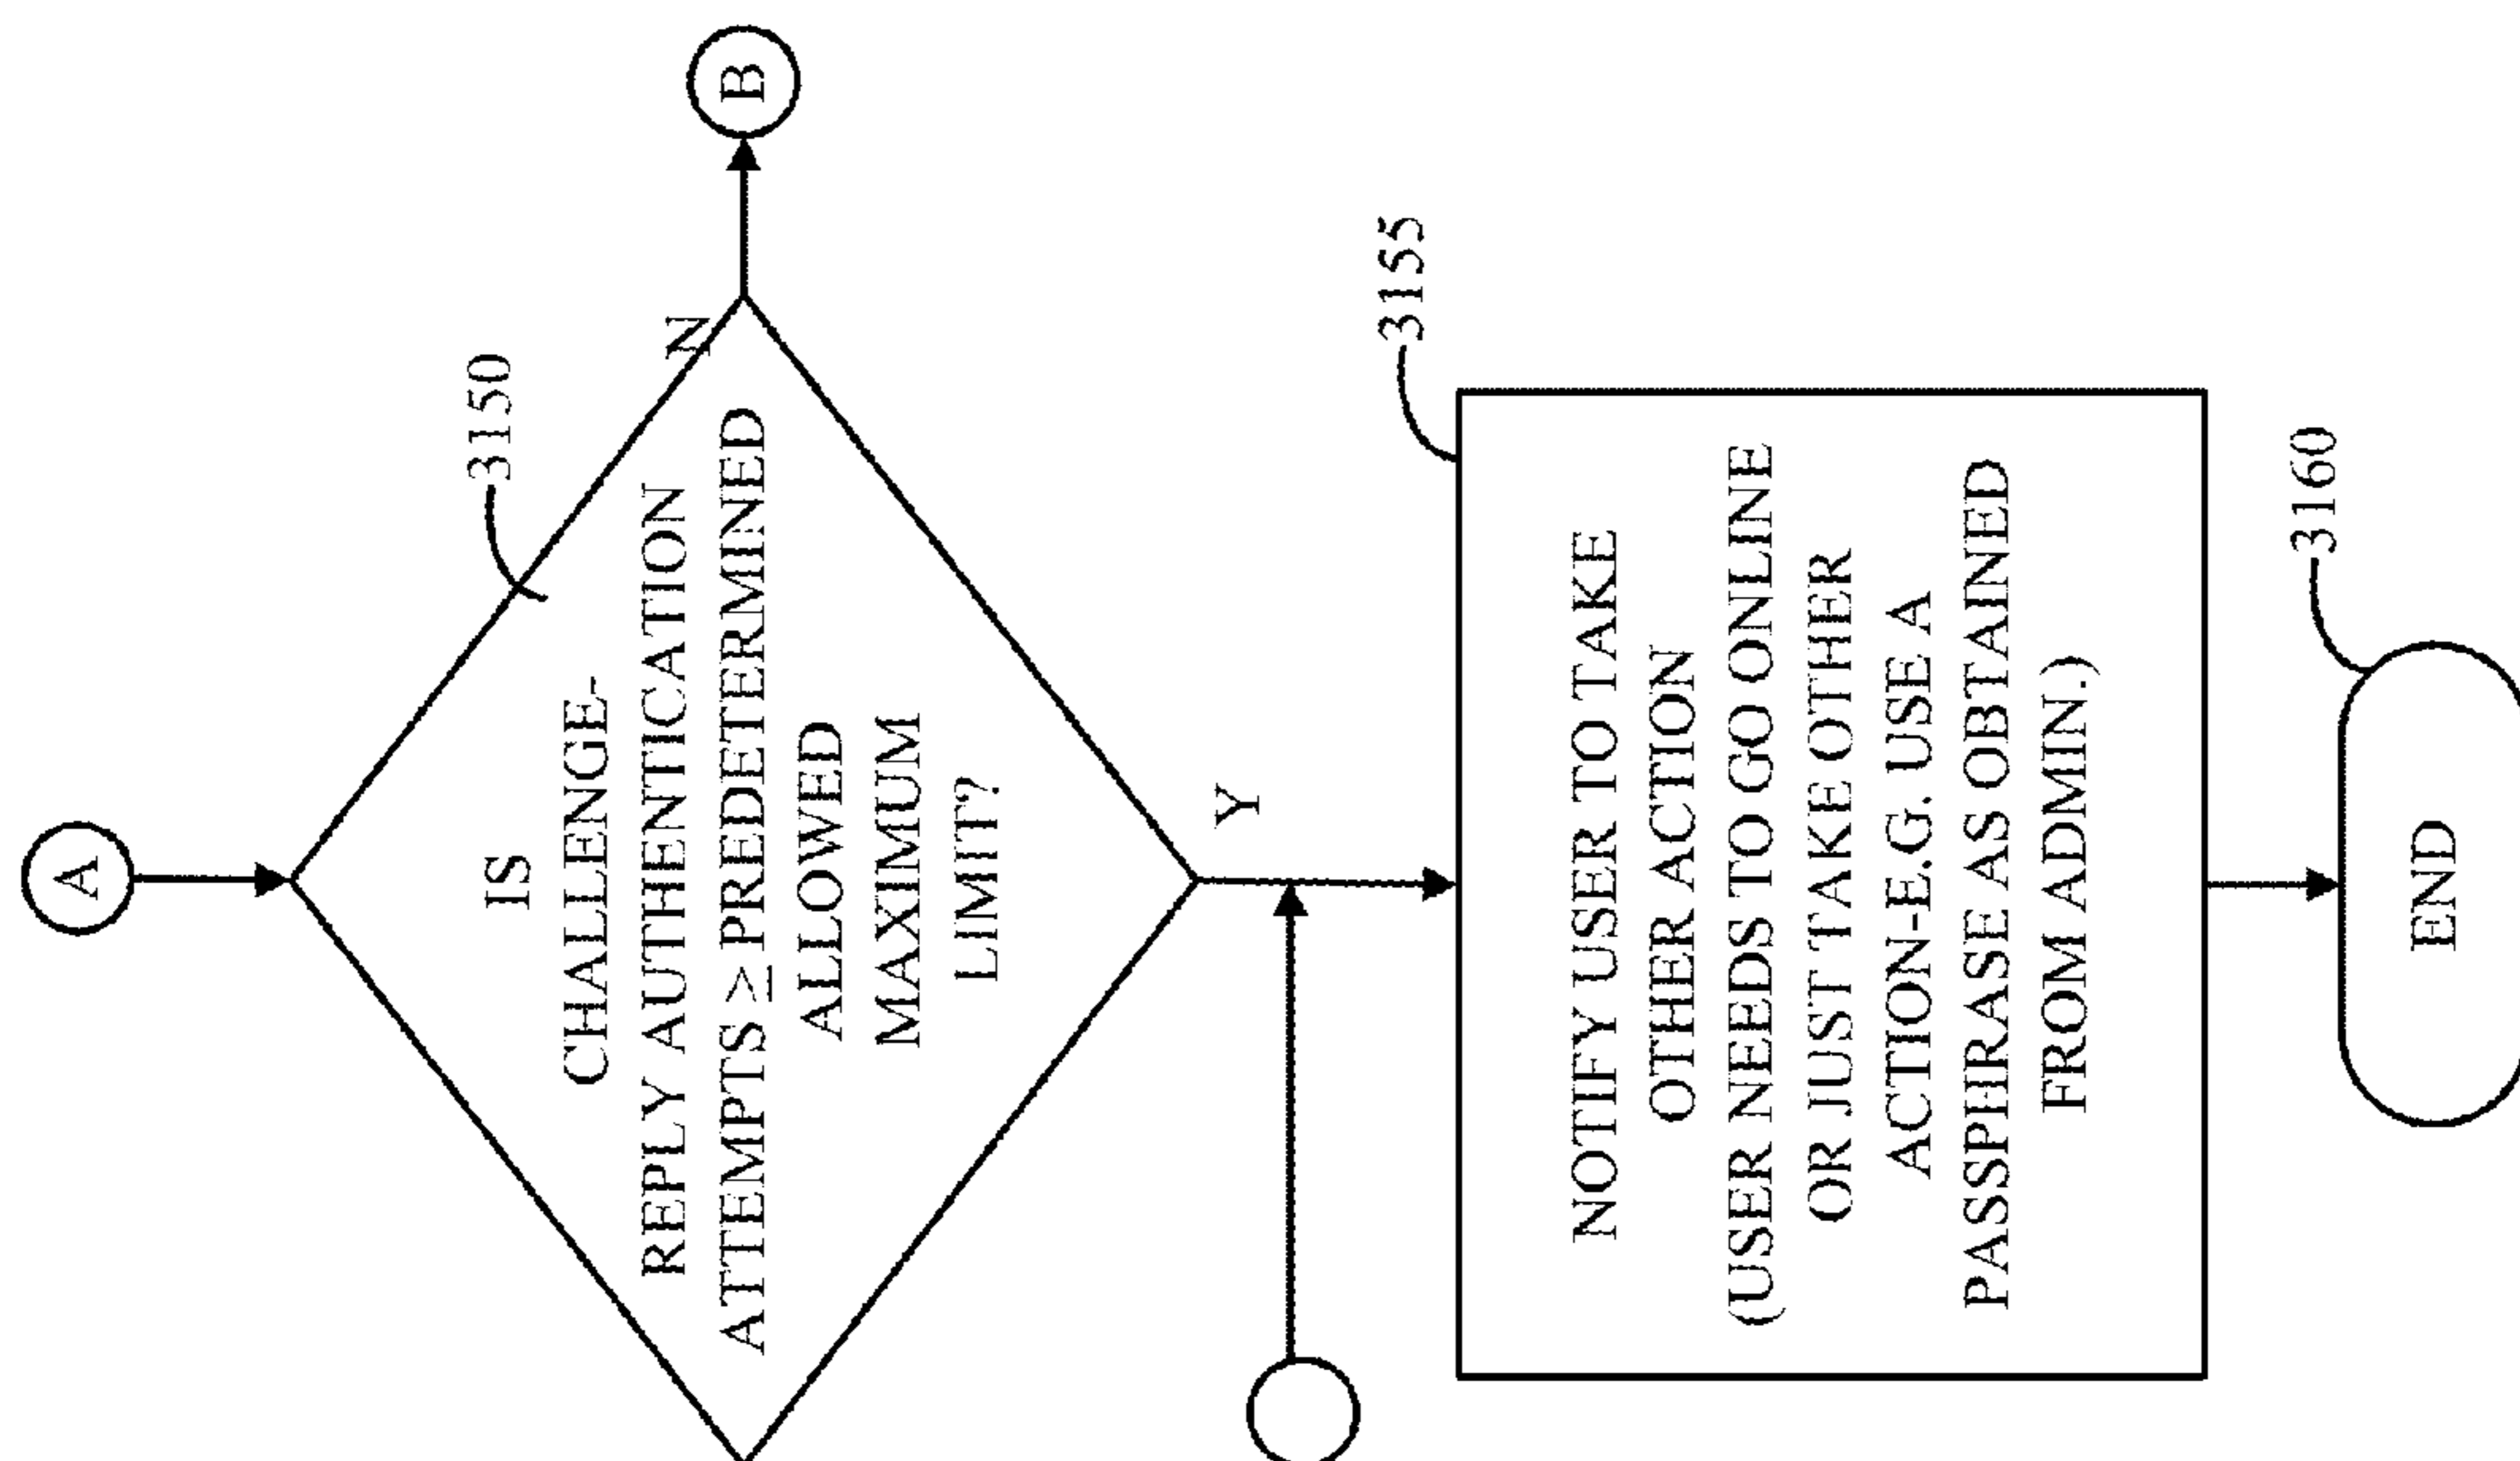 A
3150
IS
CHALLENGE-
REPLY AUTHENTICATION
ATTEMPTS ≥ PREDETERMINED
ALLOWED
MAXIMUM
LIMIT?
N
B
Y
3155
NOTIFY USER TO TAKE
OTHER ACTION
(USER NEEDS TO GO ONLINE
OR JUST TAKE OTHER
ACTION-E.G. USE A
PASSPHRASE AS OBTAINED
FROM ADMIN.)
3160
END